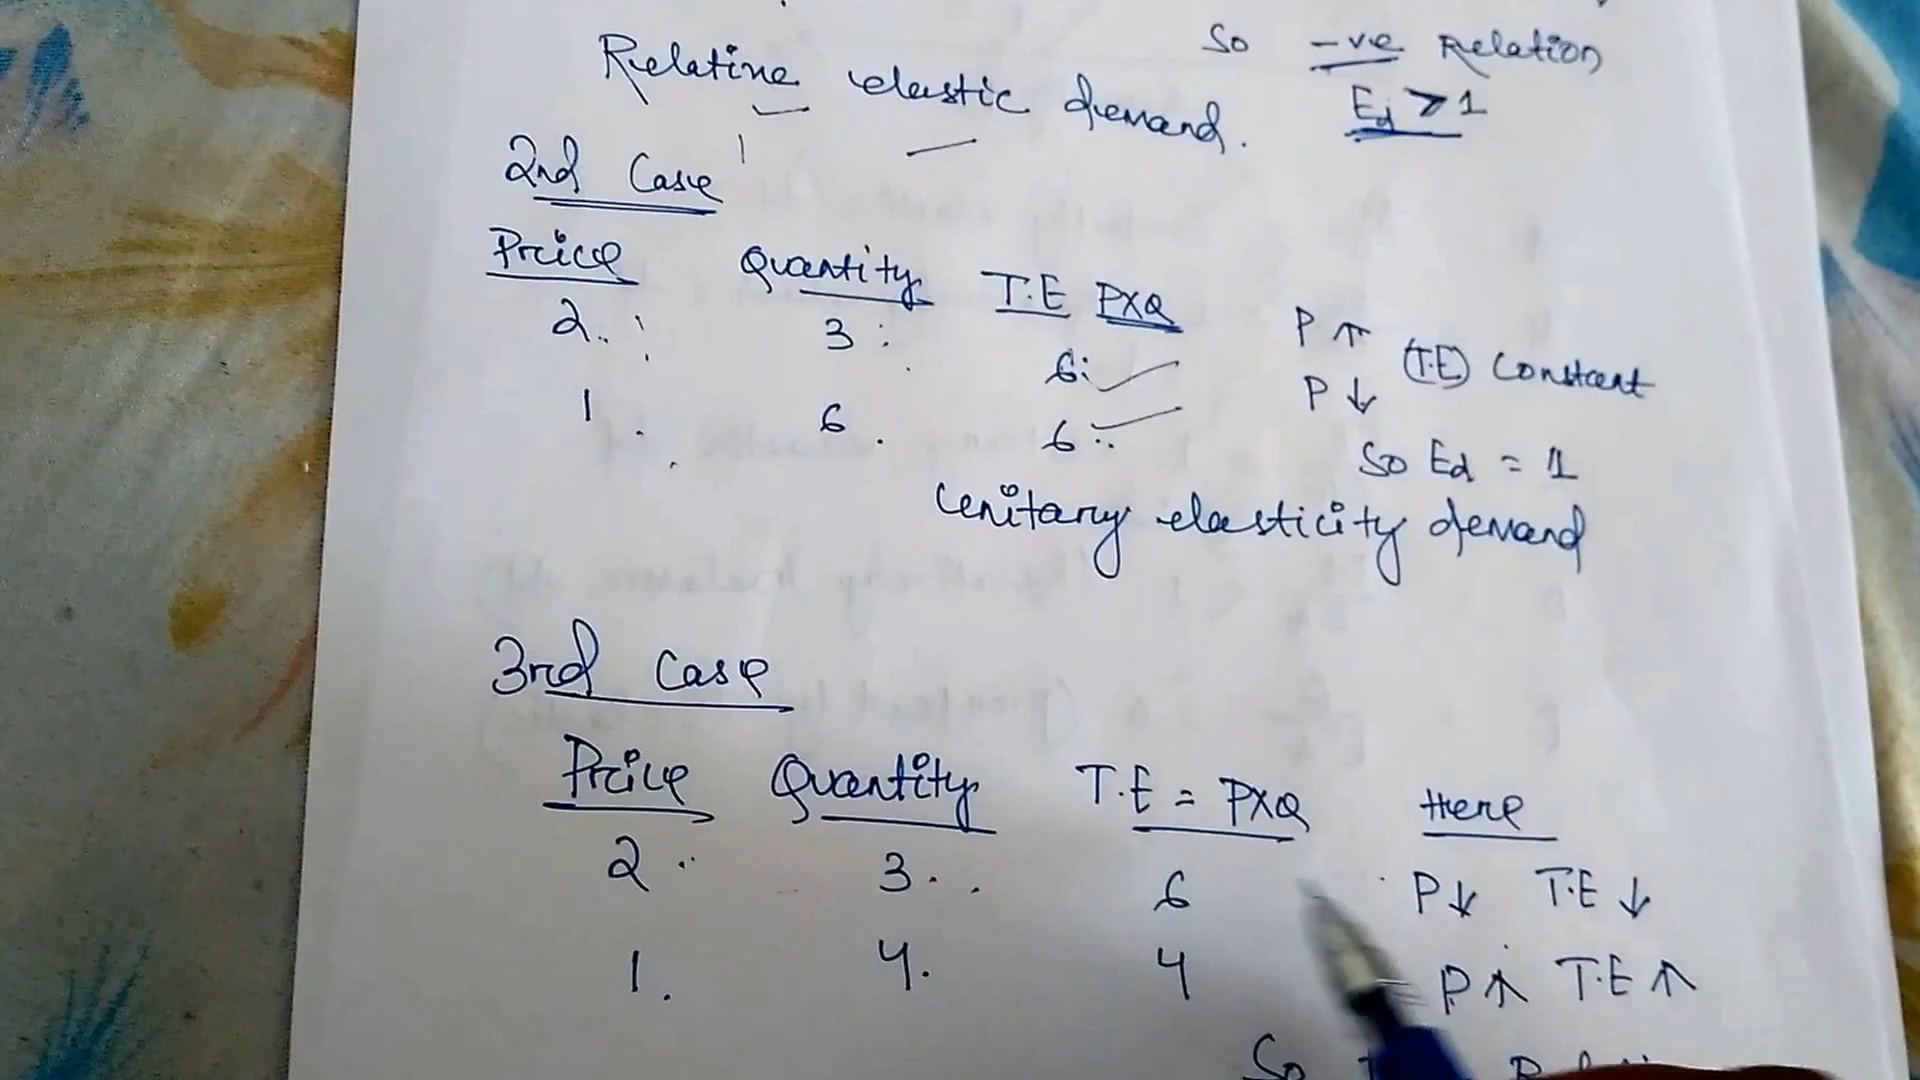 So -ve Relation
Relative elastic demand. Ed > 1
2nd Case
Price Quantity T.E PXQ
2 3 6
P ↑
P ↓ (T.E) Constant
1 6 6
So Ed = 1
Unitary elasticity demand
3rd Case
Price Quantity T.E = PXQ Here
2 3 6 P↓ T.E ↓
1 4 4 P↑ T.E ↑
So